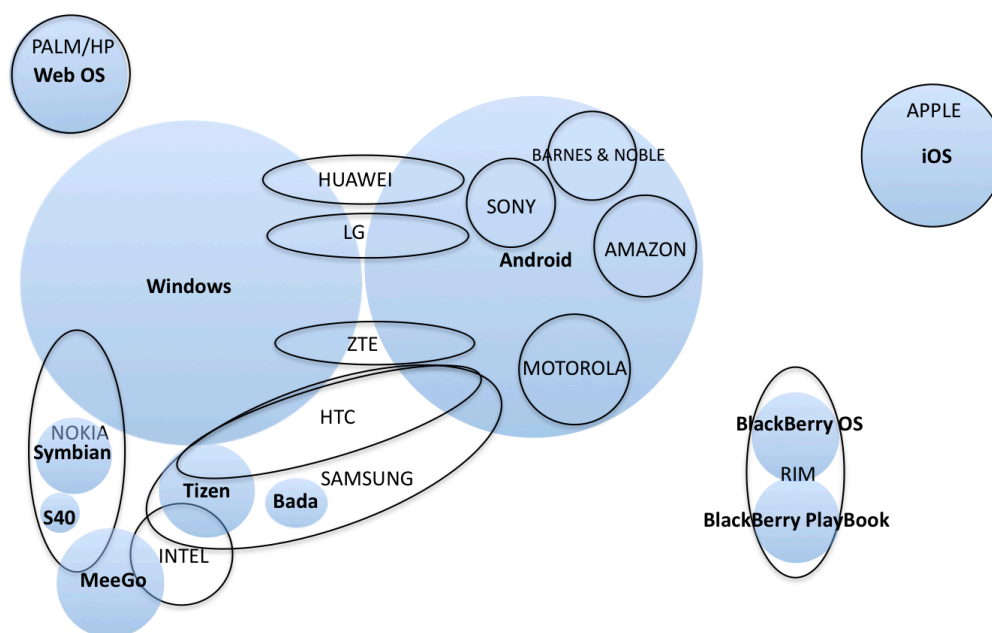 PALM/HP
Web OS
APPLE
iOS
BARNES & NOBLE
HUAWEI
SONY
LG
AMAZON
Android
Windows
ZTE
MOTOROLA
HTC
NOKIA
Symbian
BlackBerry OS
SAMSUNG
RIM
Tizen
Bada
S40
BlackBerry PlayBook
INTEL
MeeGo